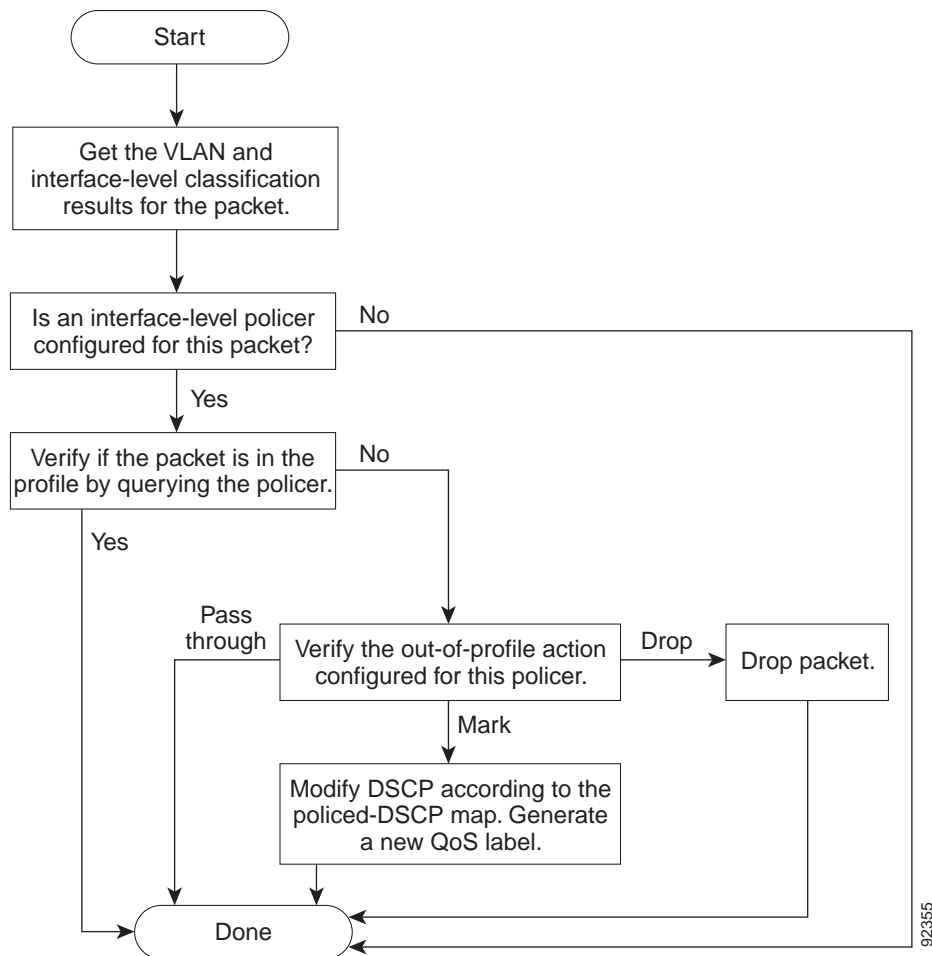 Start
Get the VLAN and
interface-level classification
results for the packet.
Is an interface-level policer
configured for this packet?
No
Yes
Verify if the packet is in the
profile by querying the policer.
No
Yes
Pass
through
Verify the out-of-profile action
configured for this policer.
Drop
Drop packet.
Mark
Modify DSCP according to the
policed-DSCP map. Generate
a new QoS label.
Done
92355